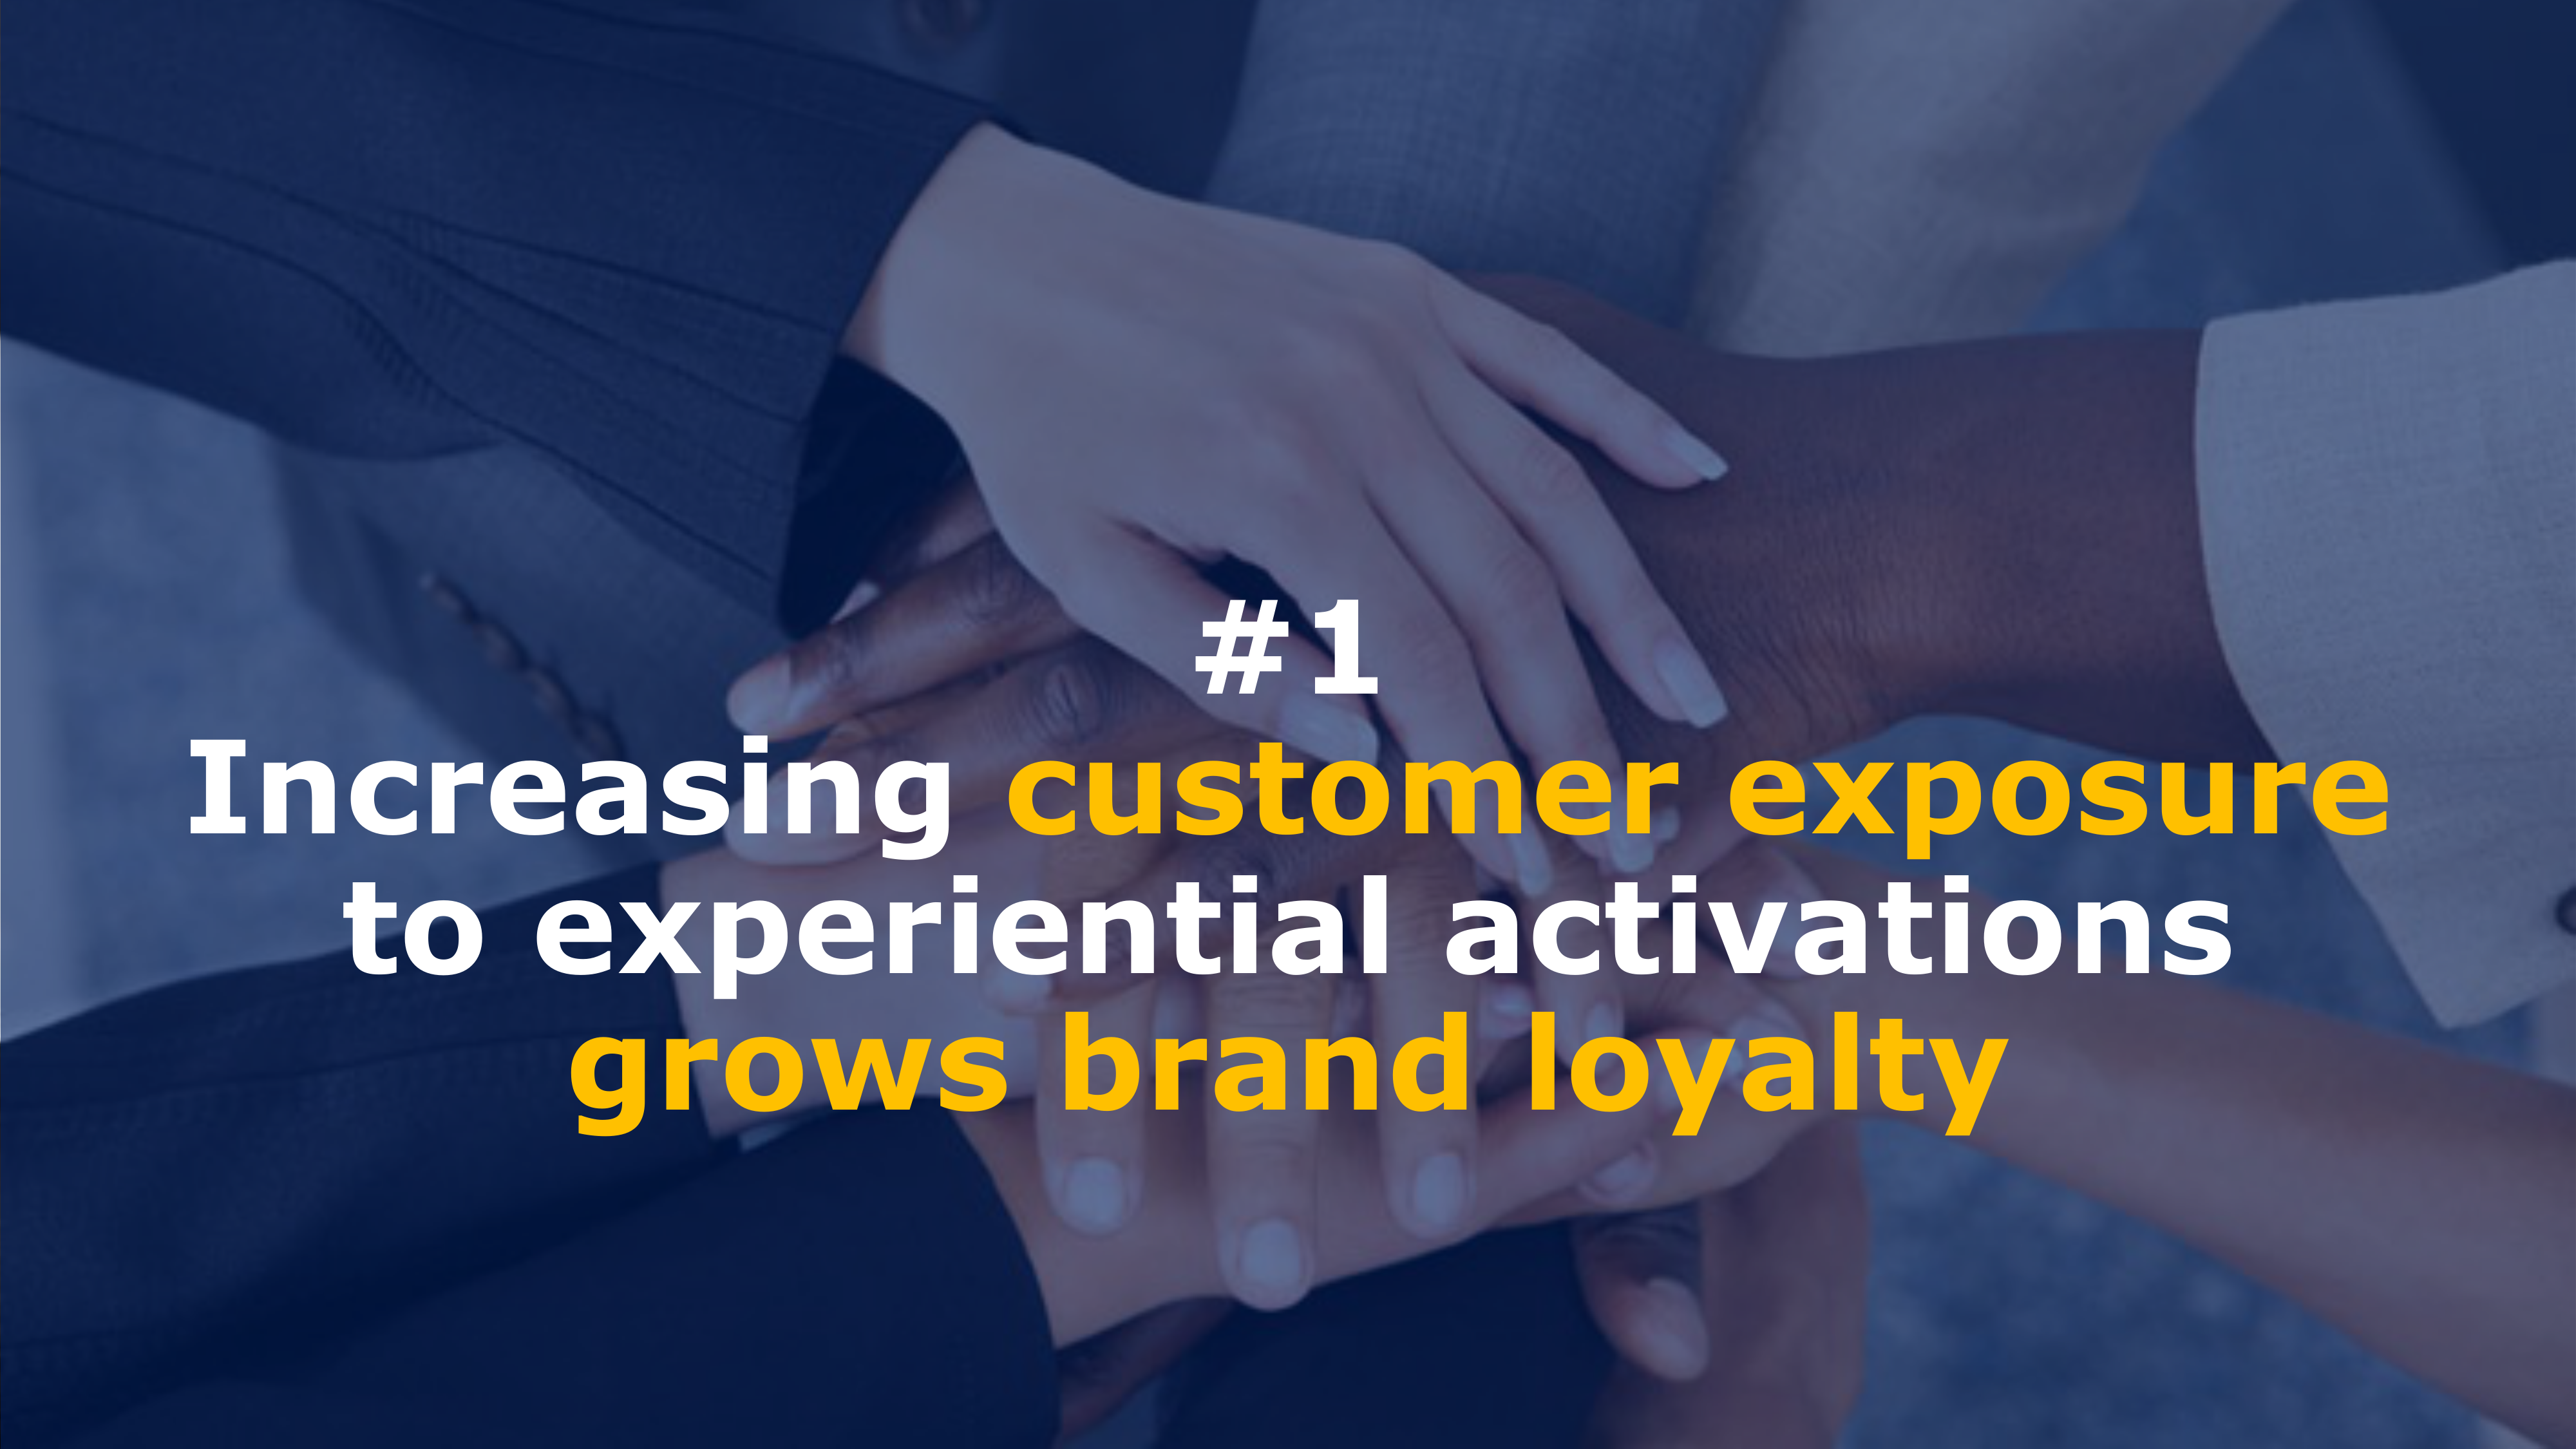 #1
Increasing customer exposure
to experiential activations
grows brand loyalty